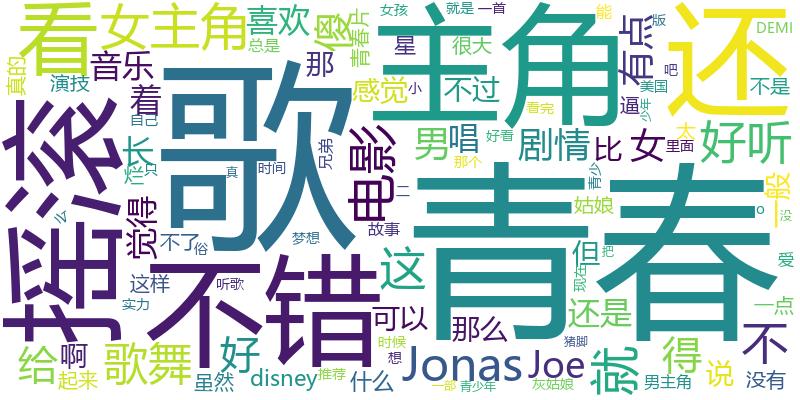 看
女主角
喜欢
傻
青春片
女孩
就是
一首
能
版
总是
星
很大
主角
还
DEMI
真的
演技
音乐
那
有点
美国
吧
不是
着
感觉
不过
小
逼
少年
摇滚
歌
自己
看完
长
烂
只
电影
男
唱
剧情
比
女
太
里面
好听
兄弟
好看
那个
觉得
时间
真
二
青少
一般
青春
么
不了
俗
梦想
故事
姑娘
o
没
不错
这
但
把
爱
这样
实力
听歌
现在
给
啊
歌舞
好
可以
那么
还是
就
得
不
一点
时候
想
猪脚
说
起来
虽然
disney
推荐
什么
Jonas
Joe
一部
青少年
灰姑娘
男主角
没有